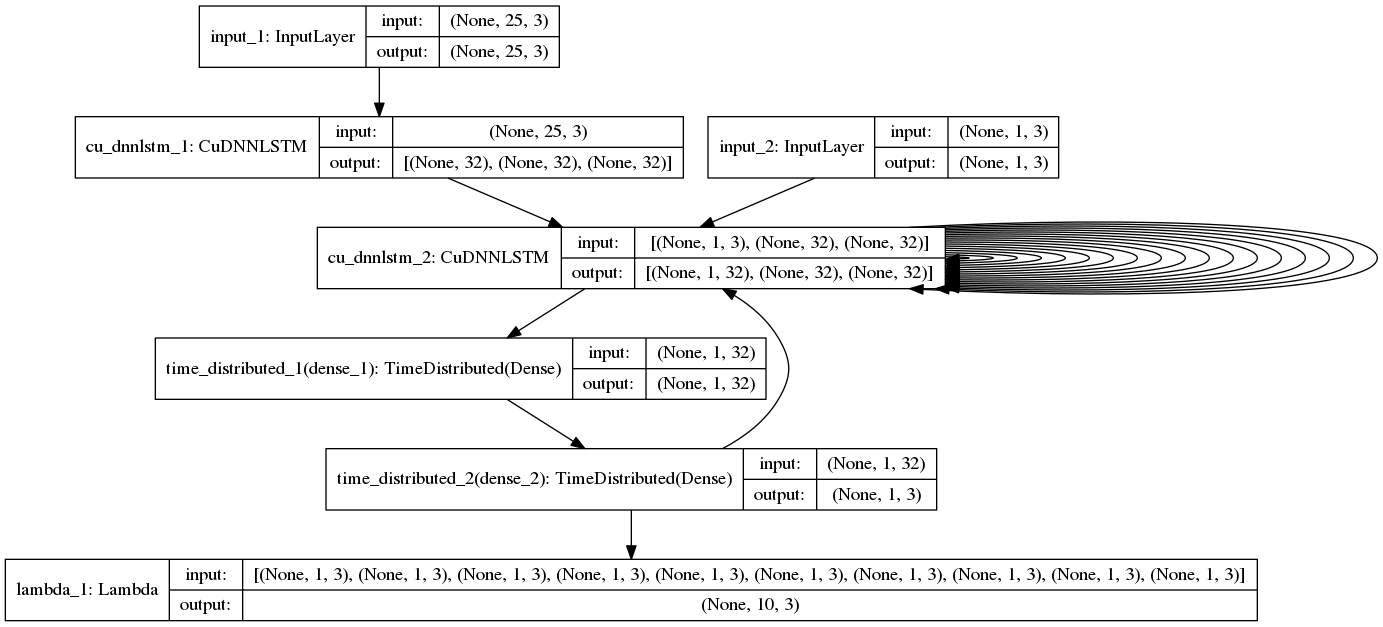 input_1: InputLayer
input: (None, 25, 3)
output: (None, 25, 3)
cu_dnnlstm_1: CuDNNLSTM
input: (None, 25, 3)
output: [(None, 32), (None, 32), (None, 32)]
input_2: InputLayer
input: (None, 1, 3)
output: (None, 1, 3)
cu_dnnlstm_2: CuDNNLSTM
input: [(None, 1, 3), (None, 32), (None, 32)]
output: [(None, 1, 32), (None, 32), (None, 32)]
time_distributed_1(dense_1): TimeDistributed(Dense)
input: (None, 1, 32)
output: (None, 1, 32)
time_distributed_2(dense_2): TimeDistributed(Dense)
input: (None, 1, 32)
output: (None, 1, 3)
lambda_1: Lambda
input: [(None, 1, 3), (None, 1, 3), (None, 1, 3), (None, 1, 3), (None, 1, 3), (None, 1, 3), (None, 1, 3), (None, 1, 3), (None, 1, 3), (None, 1, 3)]
output: (None, 10, 3)